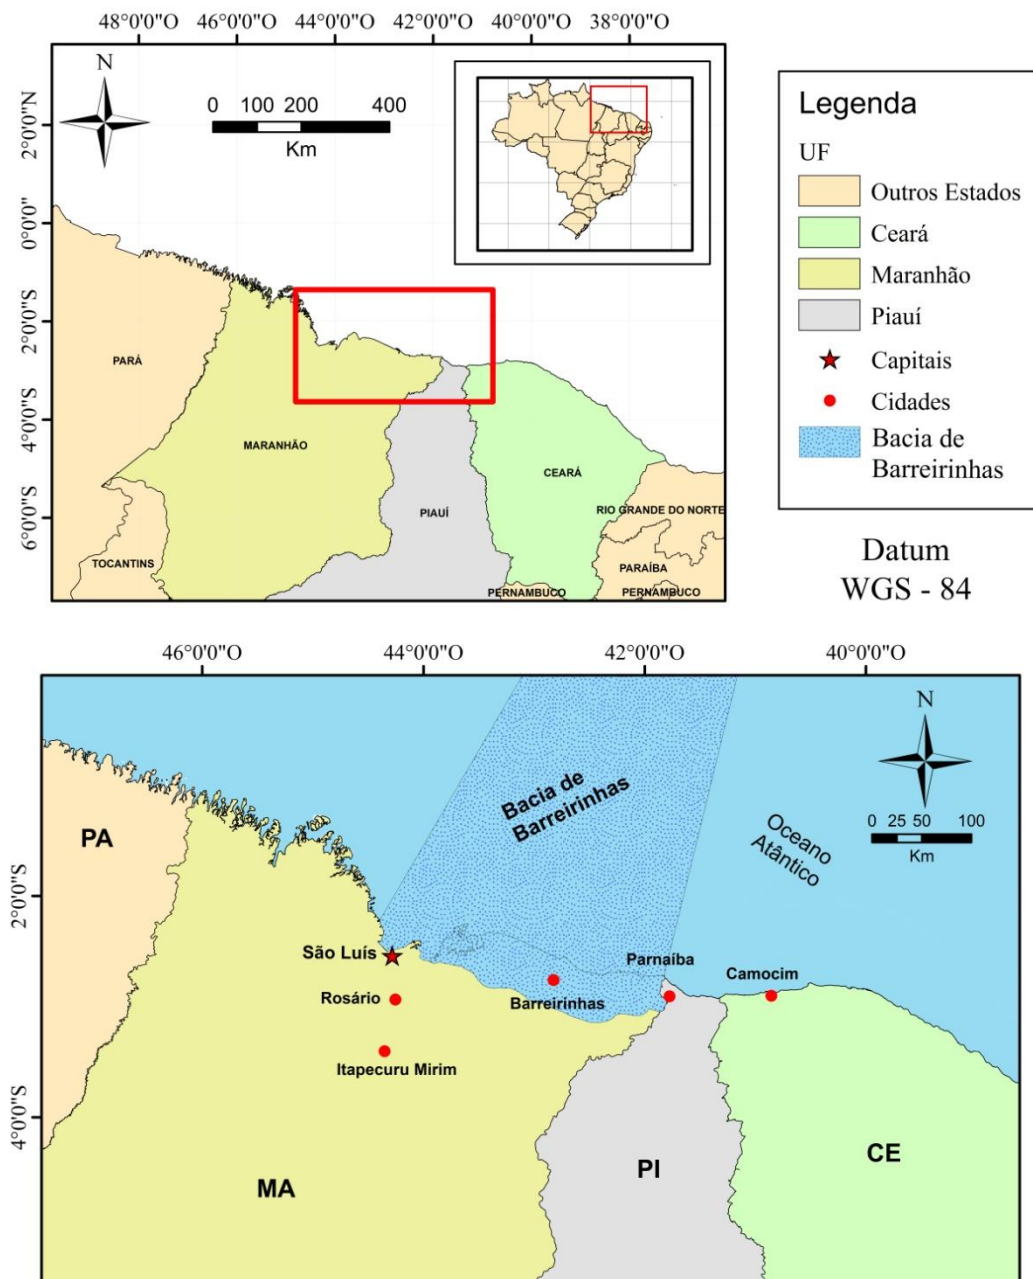 48°0'0"O 46°0'0"O 44°0'0"O 42°0'0"O 40°0'0"O 38°0'0"O
N
0 100 200 400
Km
2°0'0"N
0°0'0"
2°0'0"S
4°0'0"S
6°0'0"S
PARÁ
MARANHÃO
CEARÁ
PIAUÍ
RIO GRANDE DO NORTE
TOCANTINS
PARAÍBA
PERNAMBUCO
PERNAMBUCO
Legenda
UF
Outros Estados
Ceará
Maranhão
Piauí
Capitais
Cidades
Bacia de
Barreirinhas
Datum
WGS - 84
46°0'0"O 44°0'0"O 42°0'0"O 40°0'0"O
N
0 25 50 100
Km
2°0'0"S
4°0'0"S
Bacia de
Barreirinhas
Oceano
Atântico
PA
São Luís
Parnaíba
Camocim
Rosário
Barreirinhas
Itapecuru Mirim
MA
PI
CE